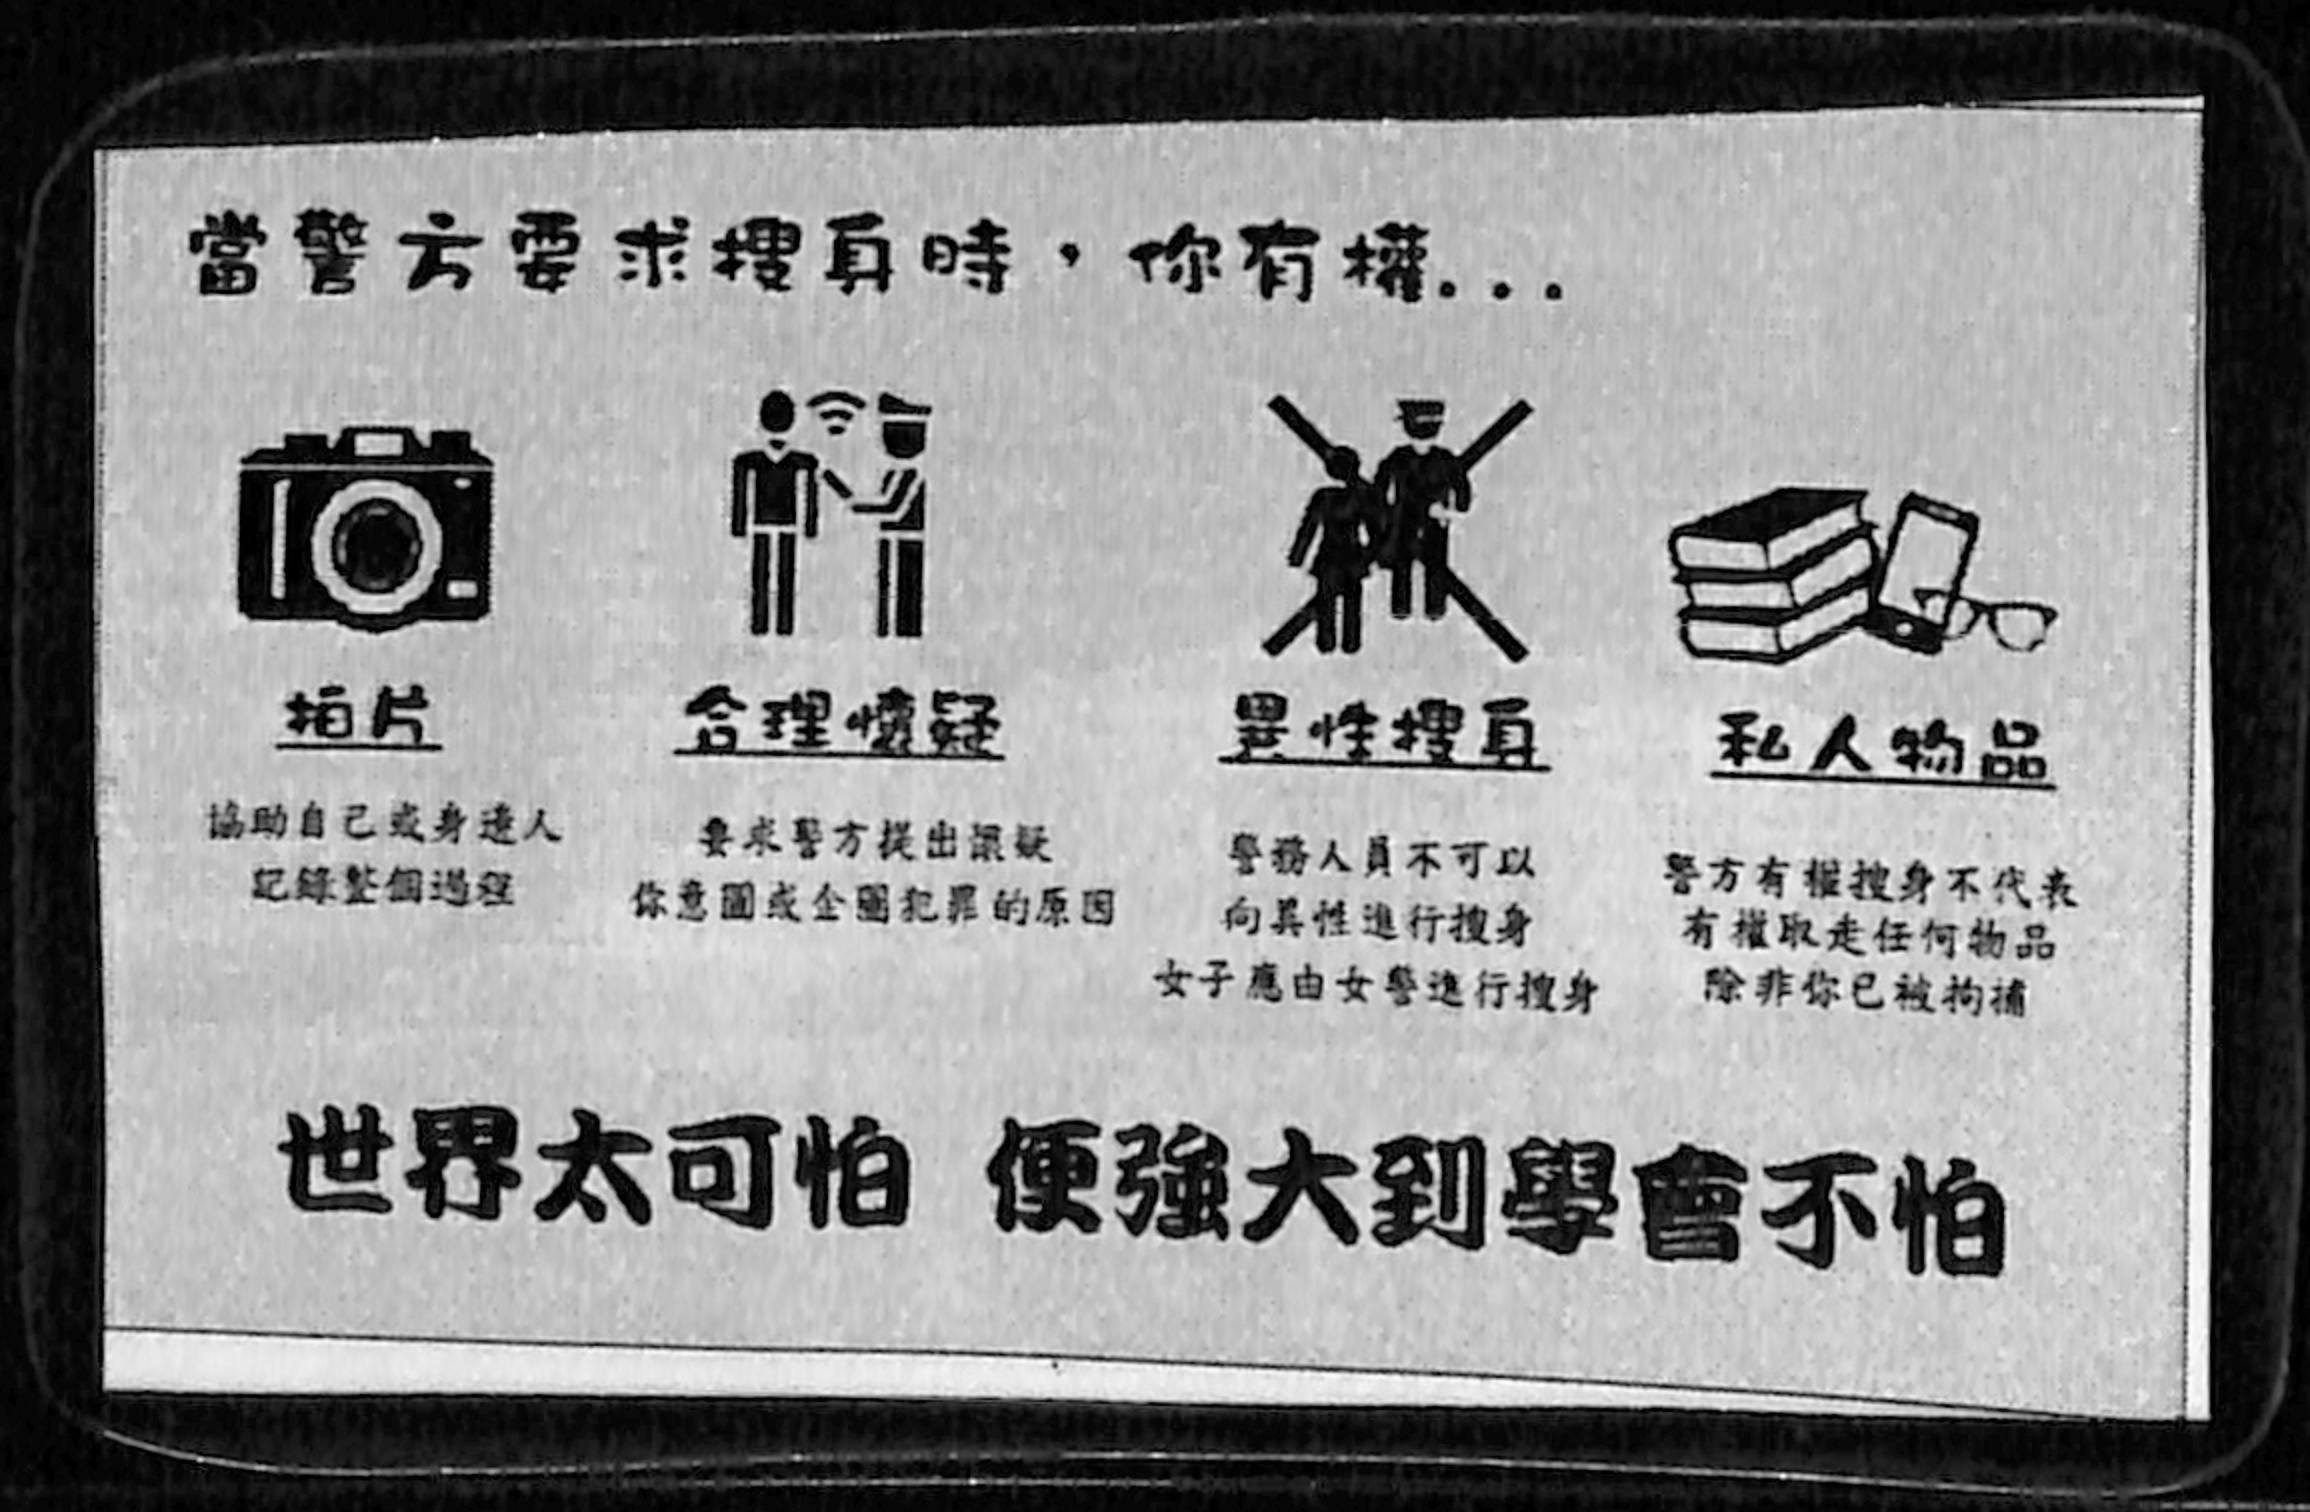 當警方要求搜身時，你有權...
拍片
協助自己或身邊人
記錄整個過程
合理懷疑
要求警方提出懷疑
你意圖或企圖犯罪的原因
異性搜身
警務人員不可以
向異性進行搜身
女子應由女警進行搜身
私人物品
警方有權搜身不代表
有權取走任何物品
除非你已被拘捕
世界太可怕 便強大到學會不怕